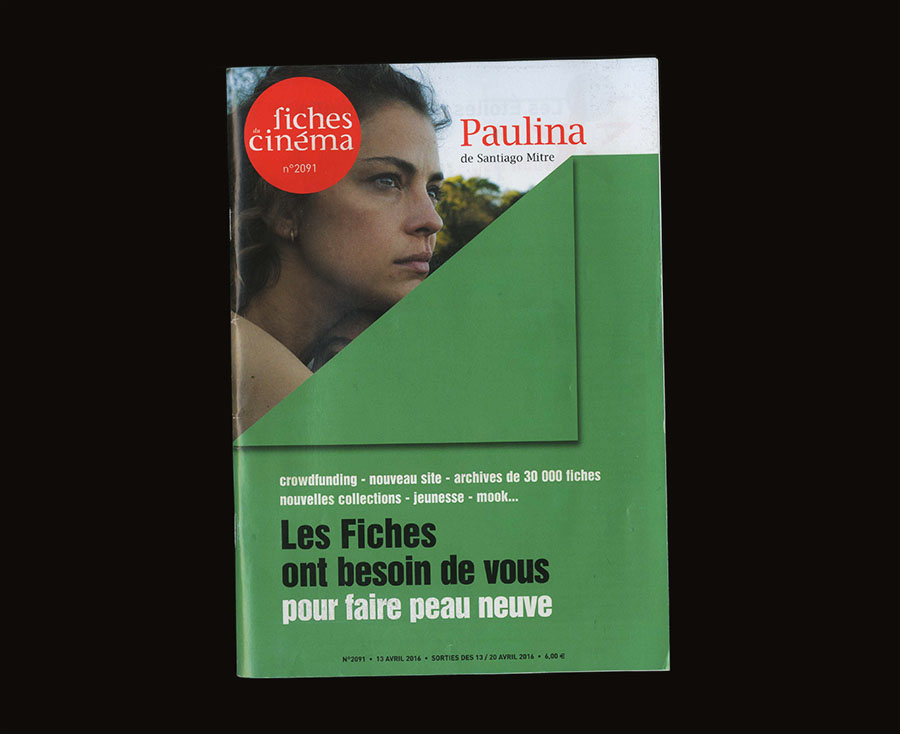 fiches
du cinéma
n°2091
Paulina
de Santiago Mitre
crowdfunding - nouveau site - archives de 30 000 fiches
nouvelles collections - jeunesse - mook...
Les Fiches
ont besoin de vous
pour faire peau neuve
N°2091 • 13 AVRIL 2016 • SORTIES DES 13 / 20 AVRIL 2016 • 6,00 €